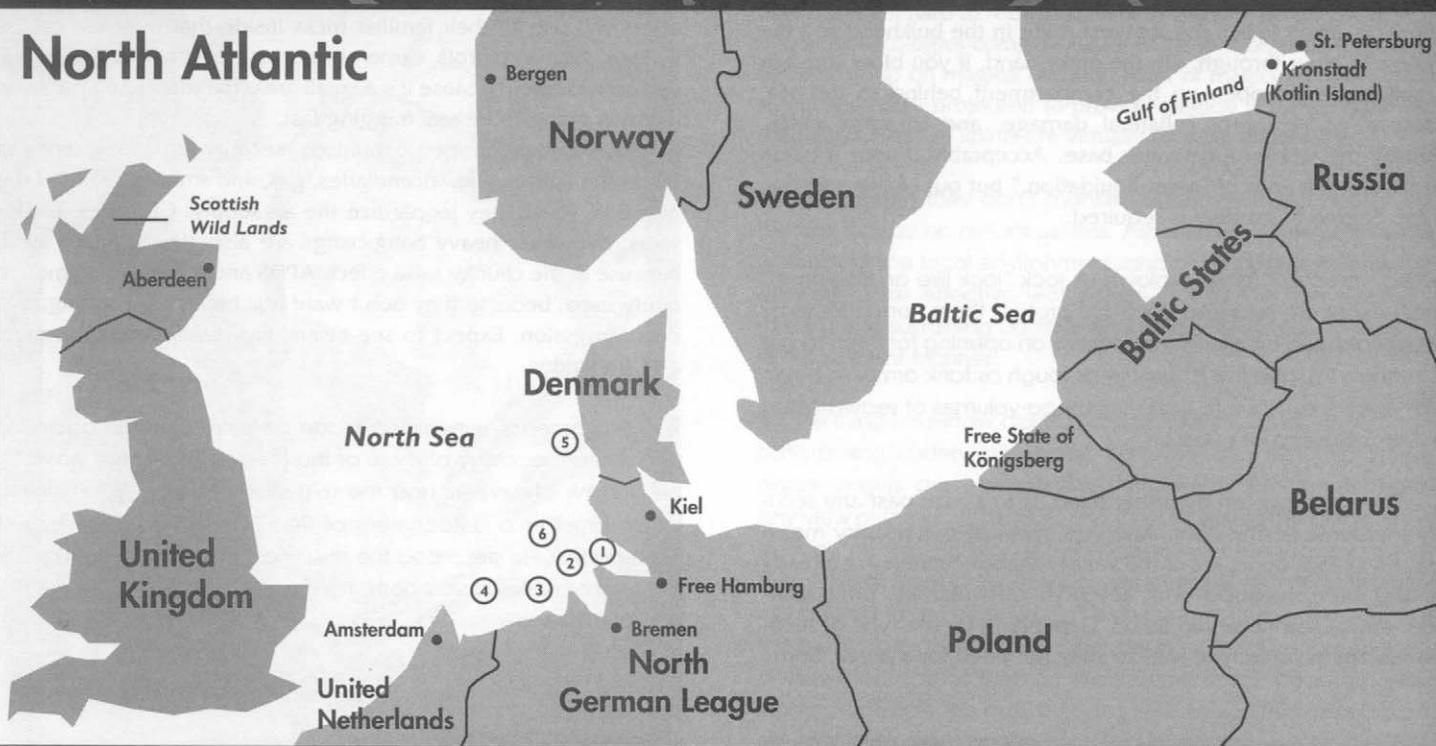 North Atlantic
Bergen
Norway
Sweden
St. Petersburg
Kronstadt
(Kotlin Island)
Gulf of Finland
Russia
Scottish
Wild Lands
Aberdeen
Baltic Sea
Baltic States
Denmark
North Sea
5
Free State of
Königsberg
Kiel
Belarus
6
1
2
4
3
United
Kingdom
Free Hamburg
Amsterdam
Bremen
Poland
North
German League
United
Netherlands